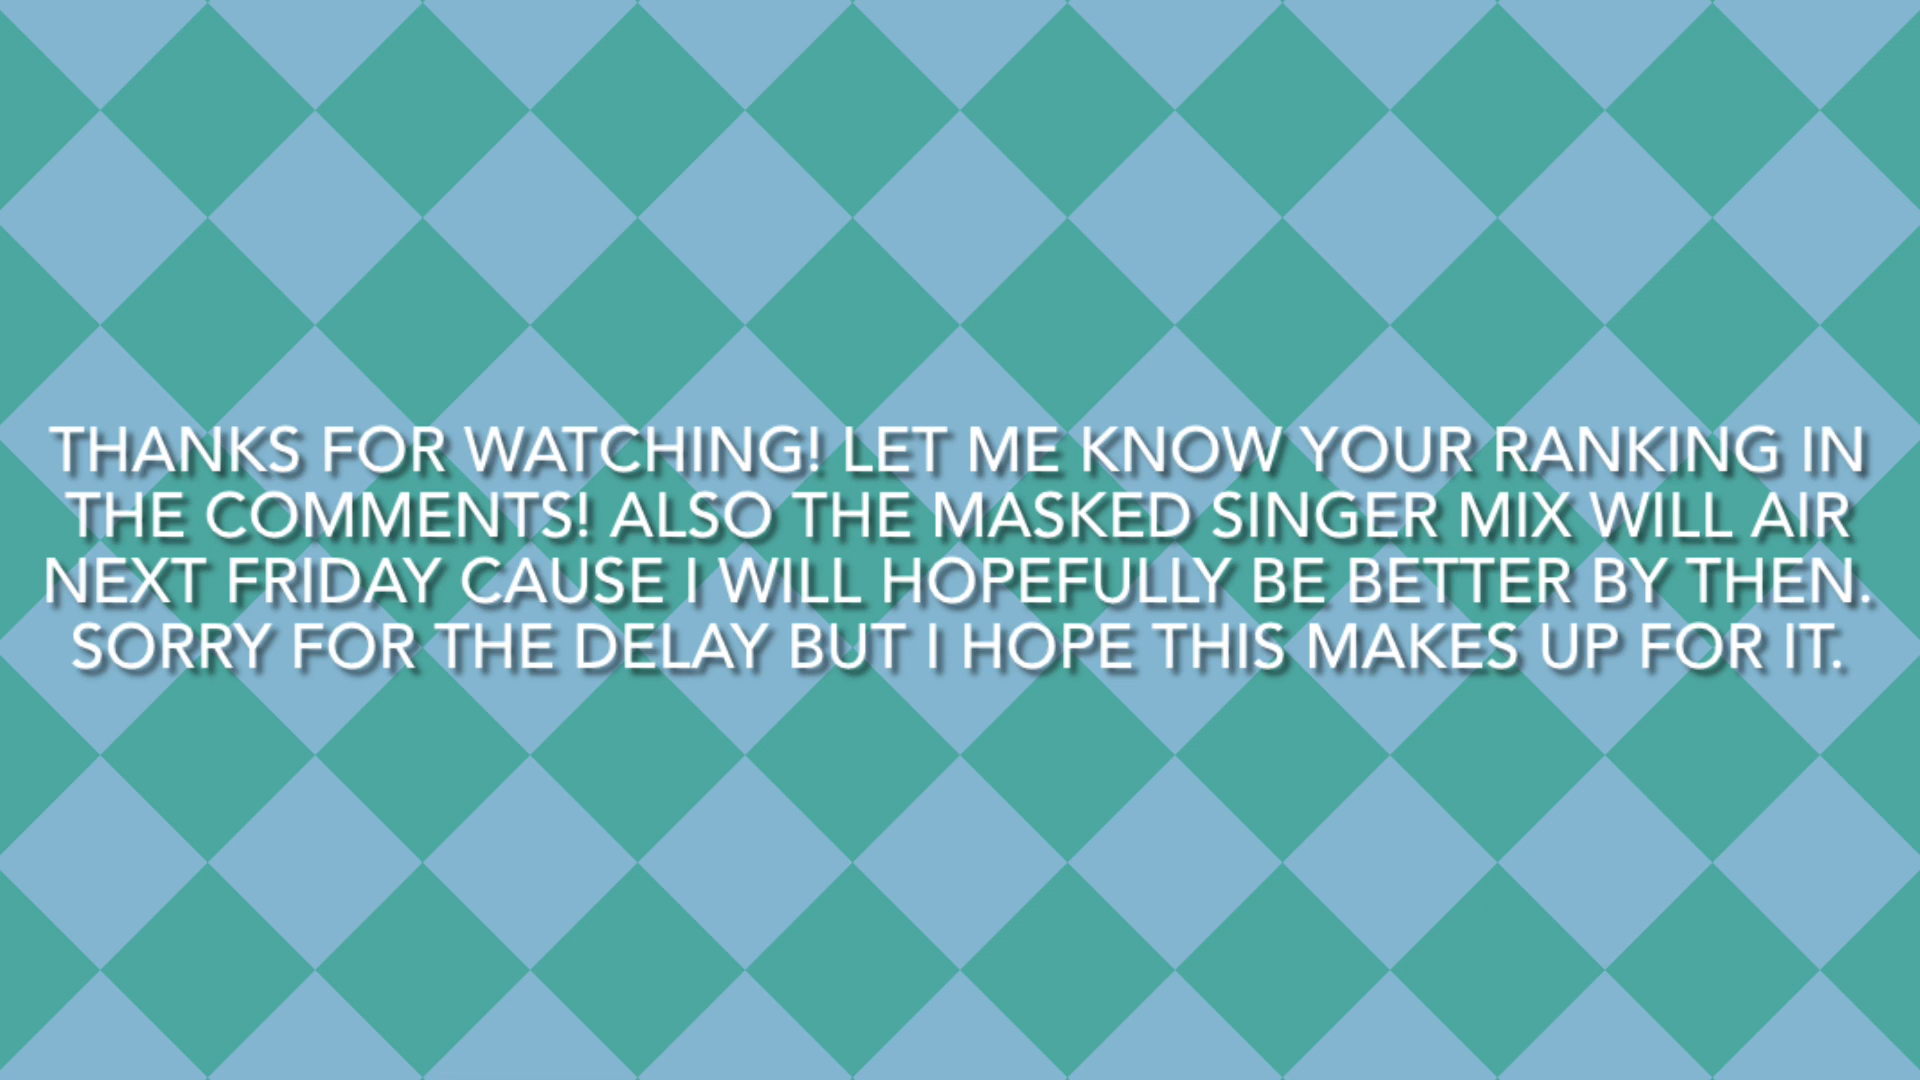 THANKS FOR WATCHING! LET ME KNOW YOUR RANKING IN
THE COMMENTS! ALSO THE MASKED SINGER MIX WILL AIR
NEXT FRIDAY CAUSE I WILL HOPEFULLY BE BETTER BY THEN.
SORRY FOR THE DELAY BUT I HOPE THIS MAKES UP FOR IT.